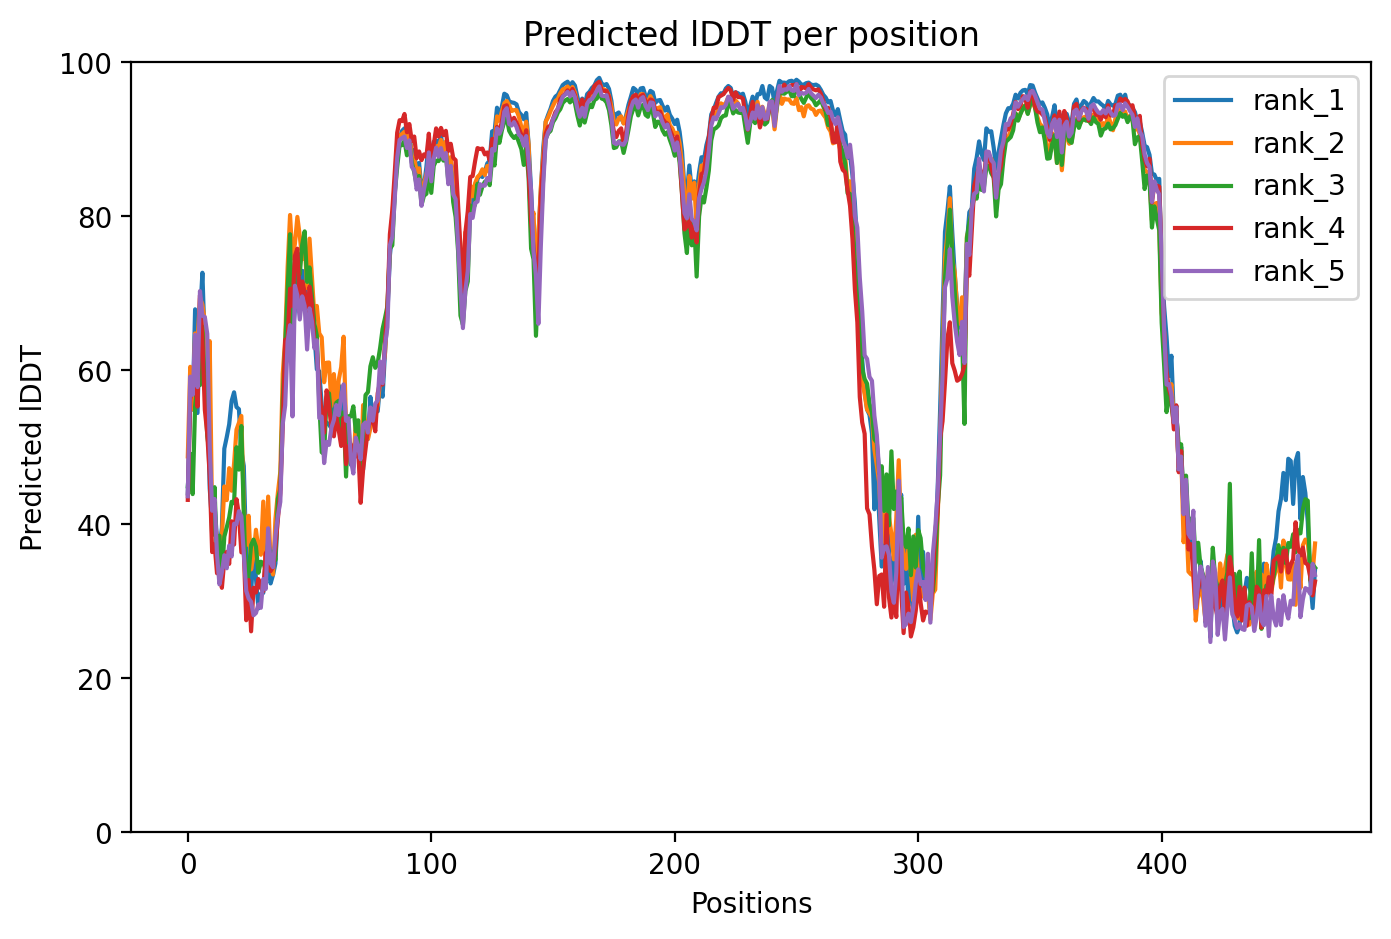 Predicted lDDT per position
100
80
60
40
20
0
Predicted lDDT
0 100 200 300 400
Positions
rank_1
rank_2
rank_3
rank_4
rank_5